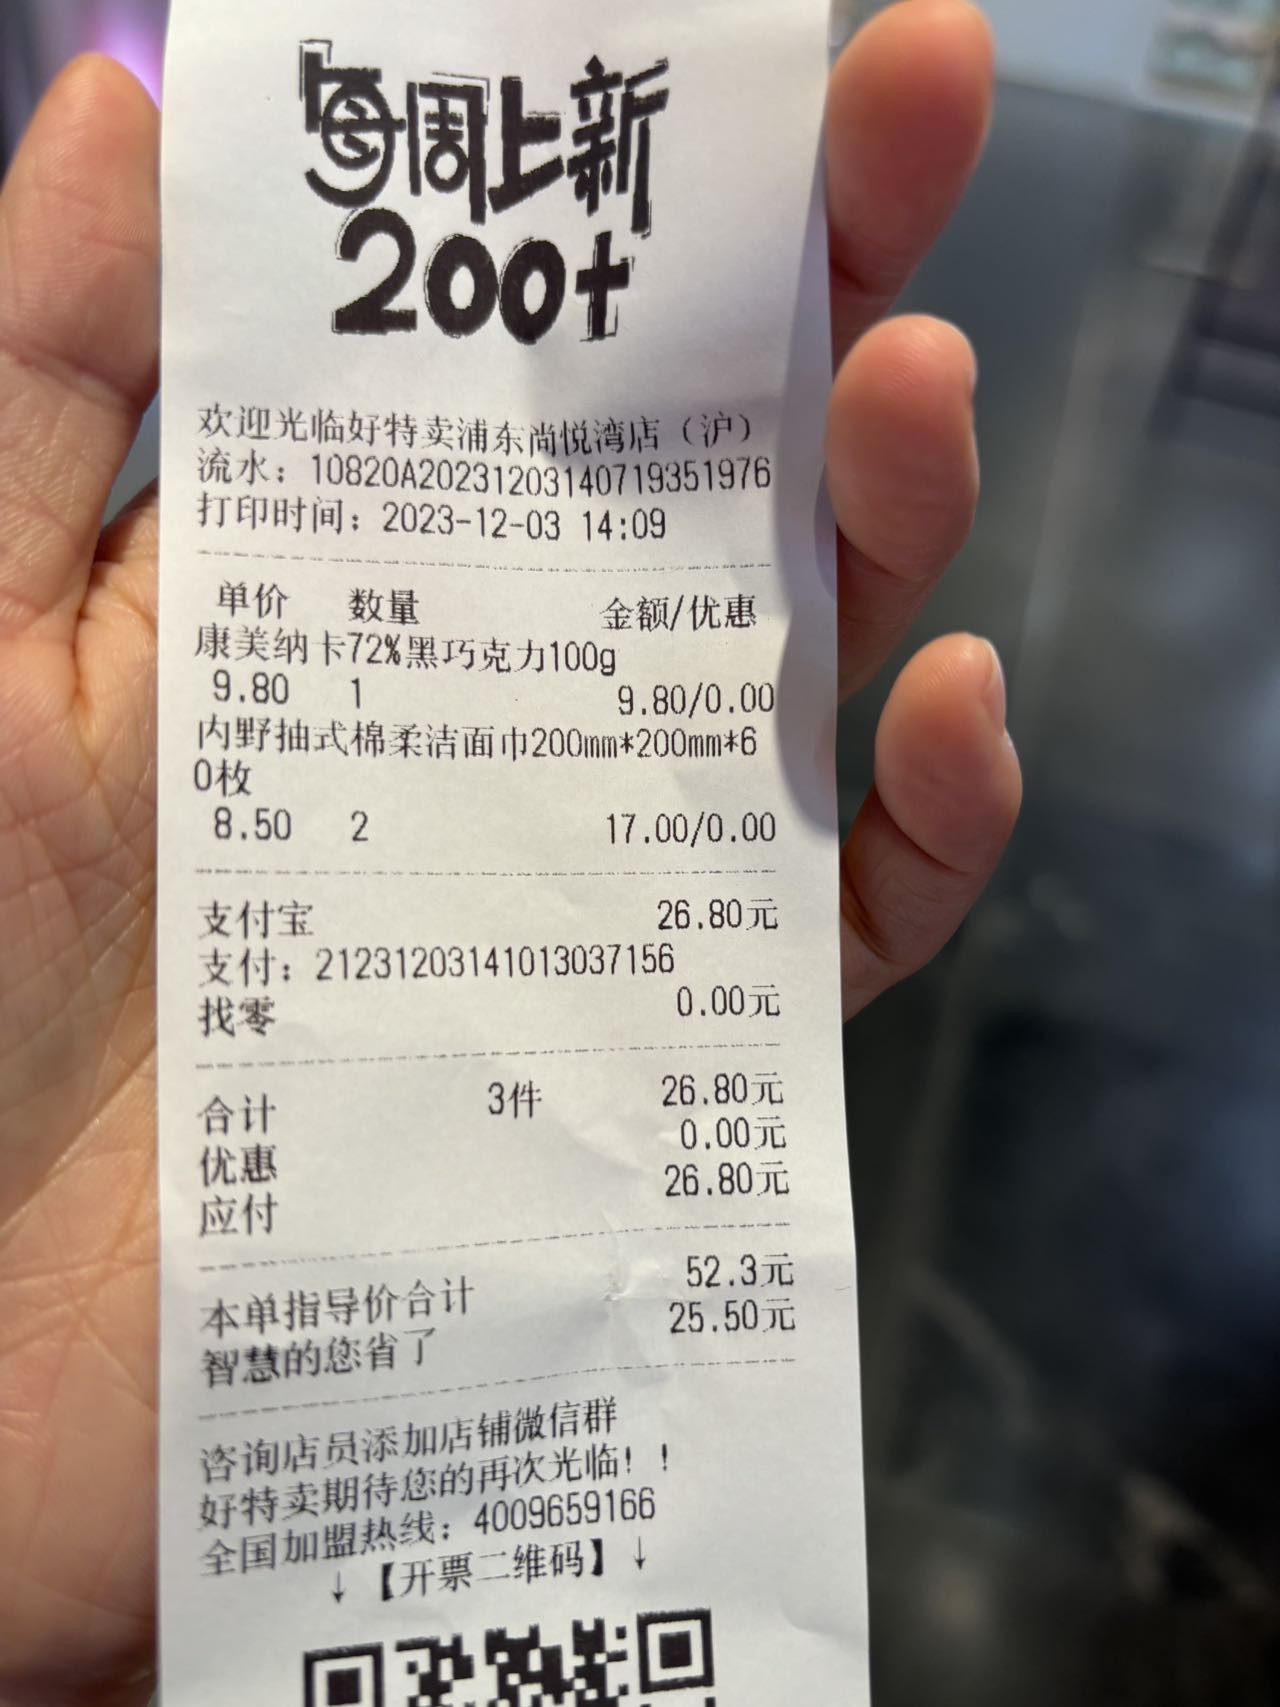 每周上新
200+
欢迎光临好特卖浦东尚悦湾店（沪）
流水：10820A20231203140719351976
打印时间：2023-12-03 14:09
单价 数量 金额/优惠
康美纳卡72%黑巧克力100g
9.80 1 9.80/0.00
内野抽式棉柔洁面巾200mm*200mm*6
0枚
8.50 2 17.00/0.00
支付宝 26.80元
支付：21231203141013037156
找零 0.00元
合计 3件 26.80元
优惠 0.00元
应付 26.80元
本单指导价合计 52.3元
智慧的您省了 25.50元
咨询店员添加店铺微信群
好特卖期待您的再次光临！！
全国加盟热线：4009659166
↓【开票二维码】↓